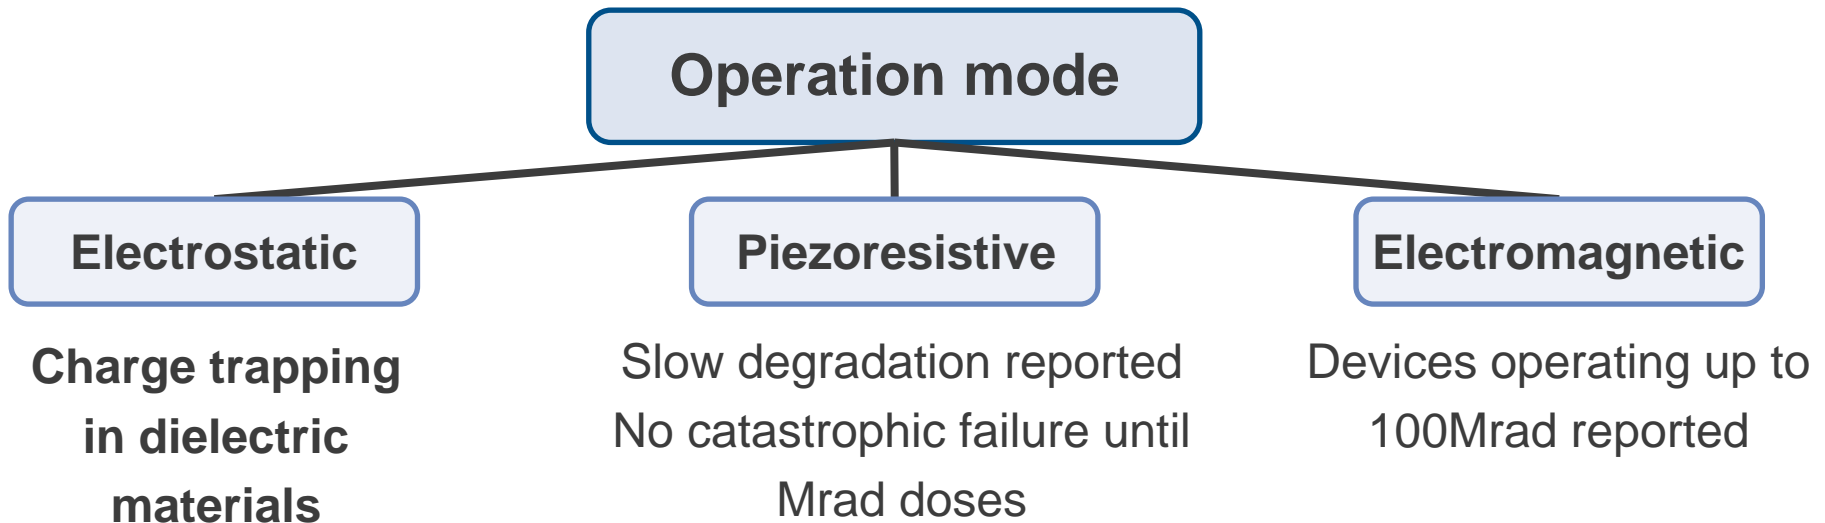 Operation mode
Electrostatic
Piezoresistive
Electromagnetic
Charge trapping
in dielectric
materials
Slow degradation reported
No catastrophic failure until
Mrad doses
Devices operating up to
100Mrad reported